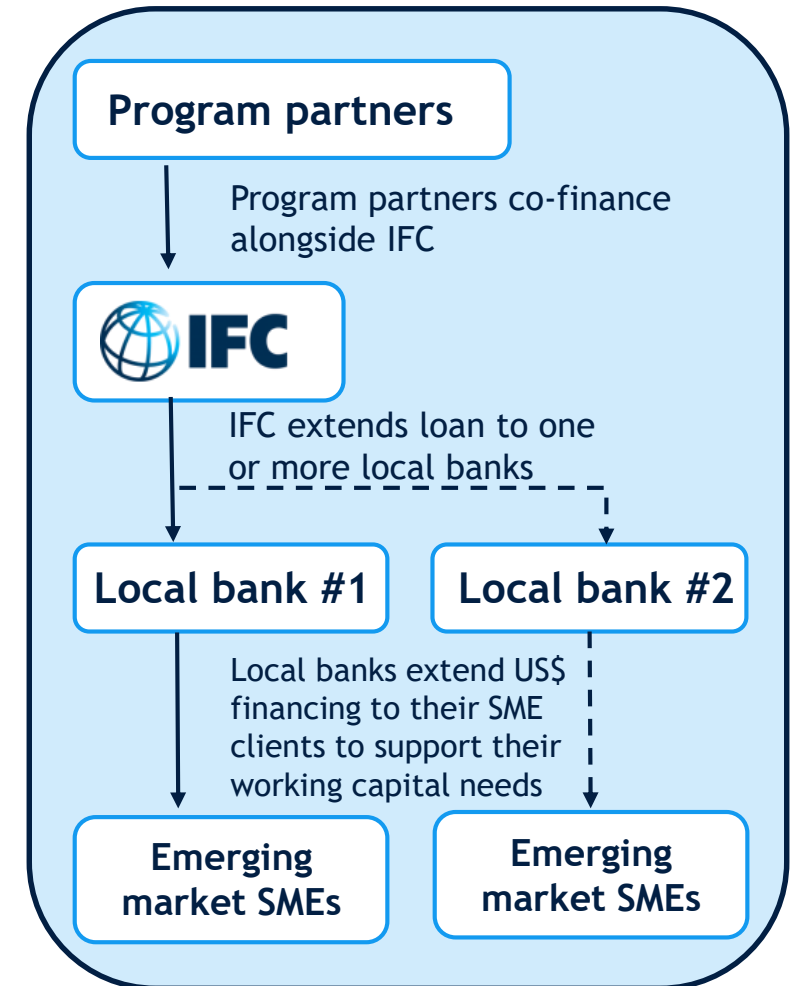 Program partners
Program partners co-finance
alongside IFC
IFC
IFC extends loan to one
or more local banks
Local bank #1
Local bank #2
Local banks extend US$
financing to their SME
clients to support their
working capital needs
Emerging
market SMEs
Emerging
market SMEs